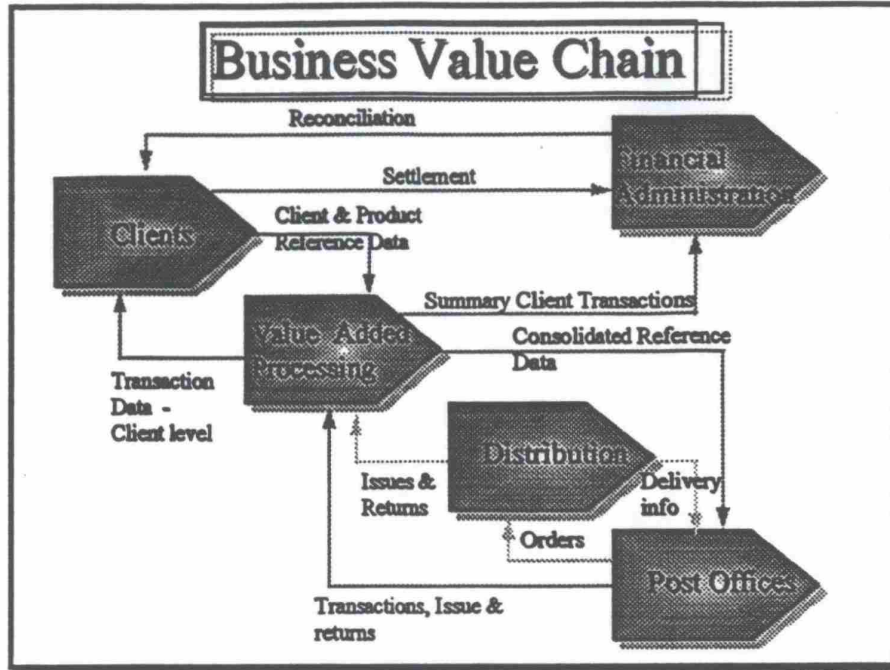 Business Value Chain
Reconciliation
Financial
Administration
Settlement
Clients
Client & Product
Reference Data
Summary Client Transactions
Value Added
Processing
Consolidated Reference
Data
Transaction
Data -
Client level
Distribution
Issues &
Returns
Delivery
info
Orders
Post Offices
Transactions, Issue &
returns